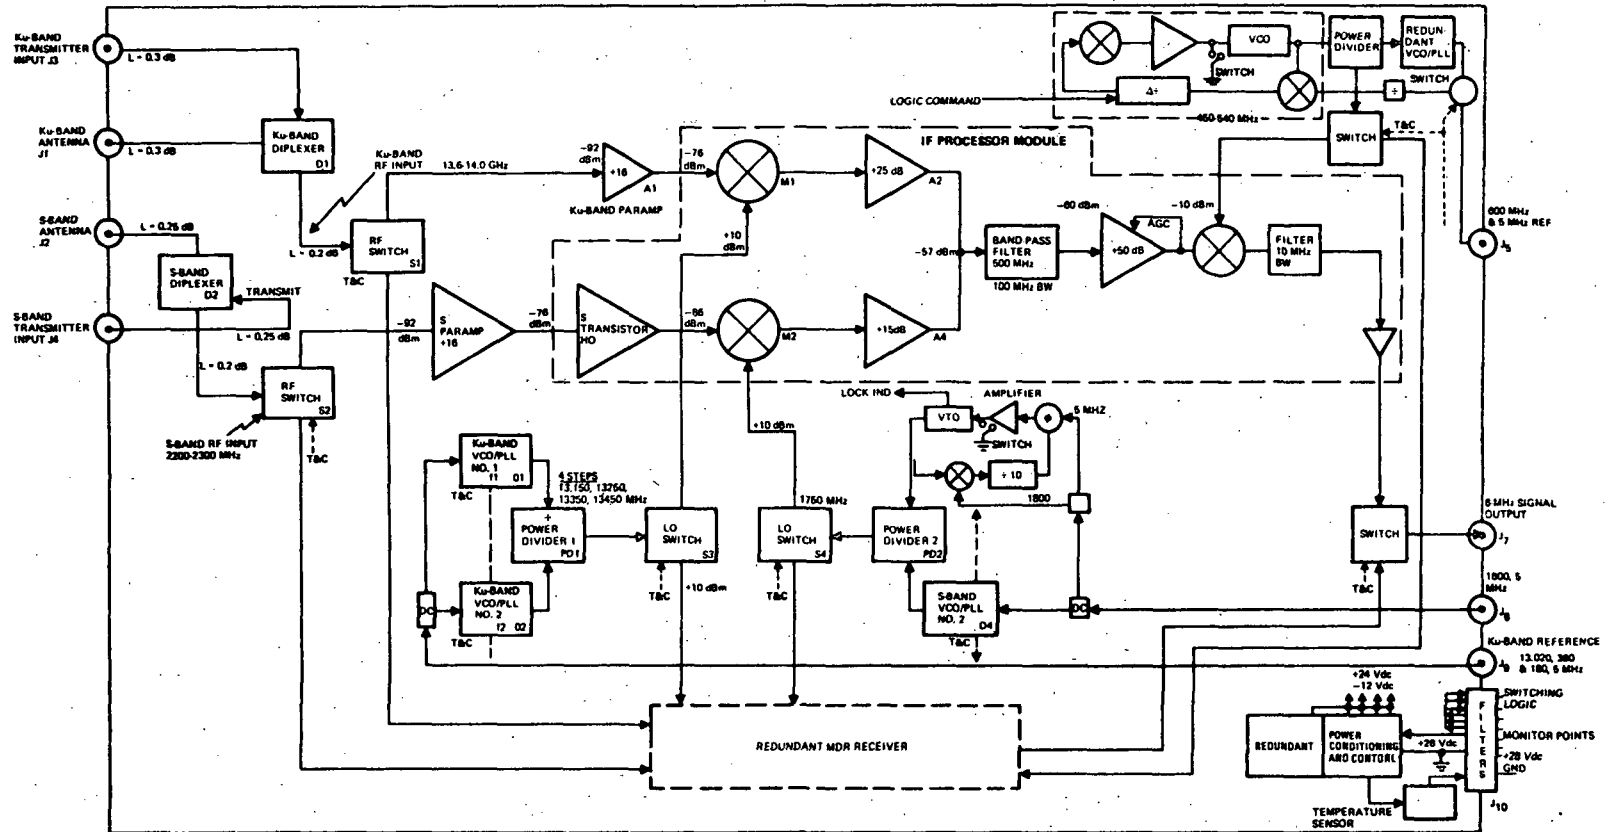 Ku-BAND
TRANSMITTER
INPUT J3
L = 0.3 dB
Ku-BAND
ANTENNA
J1
L = 0.3 dB
Ku-BAND
DIPLEXER
D1
Ku-BAND
RF INPUT
13.6-14.0 GHz
S-BAND
ANTENNA
J2
L = 0.25 dB
L = 0.2 dB
RF
SWITCH
S1
T&C
S-BAND
DIPLEXER
D2
TRANSMIT
S-BAND
TRANSMITTER
INPUT J4
L = 0.25 dB
L = 0.2 dB
RF
SWITCH
S2
T&C
S-BAND RF INPUT
2200-2300 MHz
-92
dBm
+16
A1
Ku-BAND PARAMP
-76
dBm
M1
+10
dBm
+25 dB
A2
IF PROCESSOR MODULE
-92
dBm
S
PARAMP
+16
-76
dBm
S
TRANSISTOR
-66
dBm
M2
+15dB
A4
-57 dBm
BAND PASS
FILTER
500 MHz
100 MHz BW
-60 dBm
AGC
+50 dB
-10 dBm
FILTER
10 MHz
BW
LOGIC COMMAND
VCO
SWITCH
Δ÷
POWER
DIVIDER
REDUN-
DANT
VCO/PLL
SWITCH
÷
SWITCH
T&C
600 MHz
& 5 MHz REF
J5
LOCK IND
AMPLIFIER
VTO
SWITCH
5 MHZ
÷ 10
1800
+10 dBm
Ku-BAND
VCO/PLL
NO. 1
f1 01
T&C
4 STEPS
13,150, 13250,
13350, 13450 MHz
÷
POWER
DIVIDER 1
PD1
LO
SWITCH
S3
T&C
+10 dBm
1750 MHz
LO
SWITCH
S4
T&C
POWER
DIVIDER 2
PD2
Ku-BAND
VCO/PLL
NO. 2
f2 02
T&C
DC
S-BAND
VCO/PLL
NO. 2
D4
T&C
DC
SWITCH
T&C
SIGNAL
OUTPUT
J7
1800, 5
MHz
Ku-BAND REFERENCE
J9
13.020, 380
& 180, 5 MHz
REDUNDANT MDR RECEIVER
+24 Vdc
-12 Vdc
REDUNDANT
POWER
CONDITIONING
AND CONTORL
+28 Vdc
FILTERS
SWITCHING
LOGIC
MONITOR POINTS
+28 Vdc
GND
J10
TEMPERATURE
SENSOR